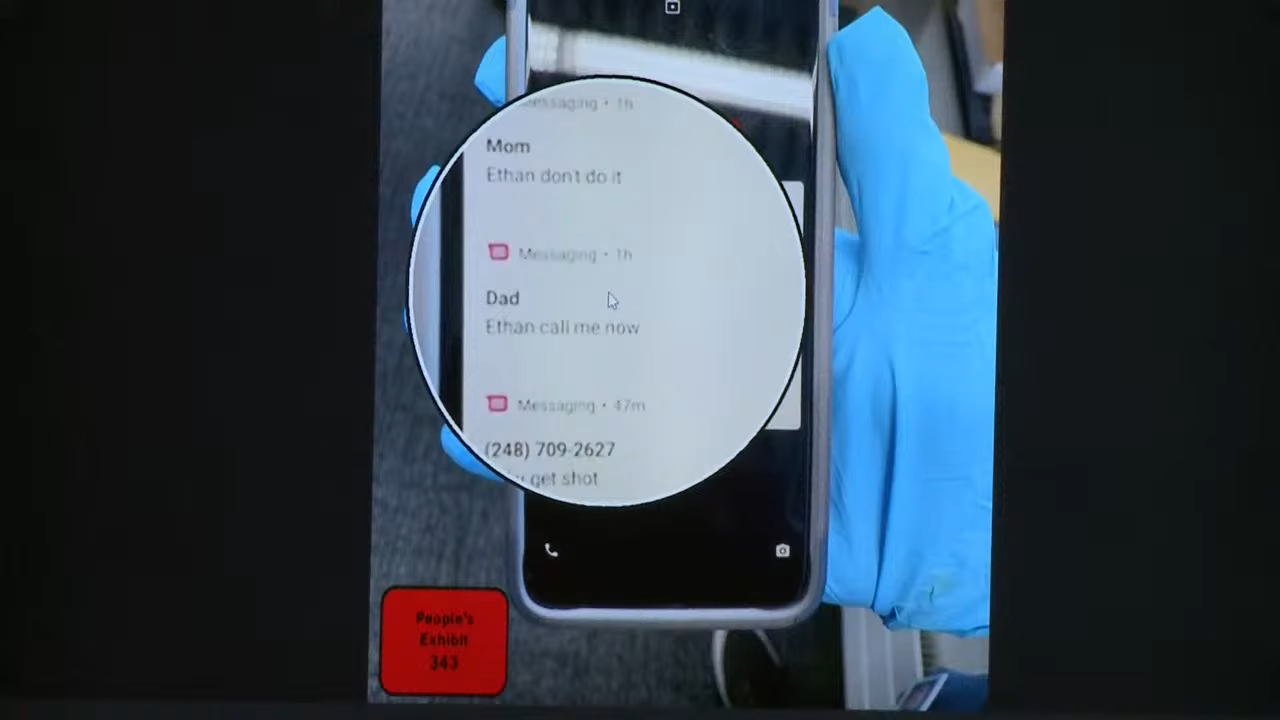 Messaging • 1h
Mom
Ethan don't do it
Messaging • 1h
Dad
Ethan call me now
Messaging • 47m
(248) 709-2627
get shot
People's
Exhibit
343